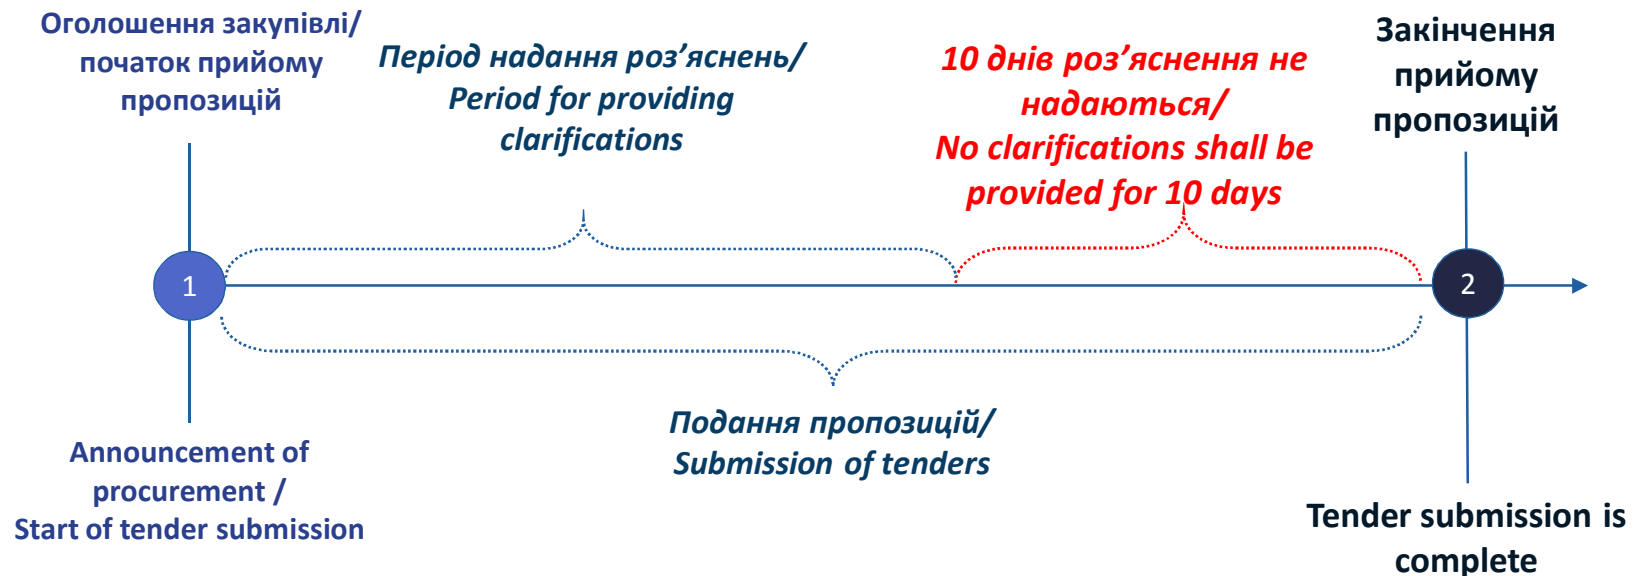 Оголошення закупівлі/
початок прийому
пропозицій
Період надання роз’яснень/
Period for providing
clarifications
10 днів роз’яснення не
надаються/
No clarifications shall be
provided for 10 days
Закінчення
прийому
пропозицій
1
2
Подання пропозицій/
Submission of tenders
Announcement of
procurement /
Start of tender submission
Tender submission is
complete